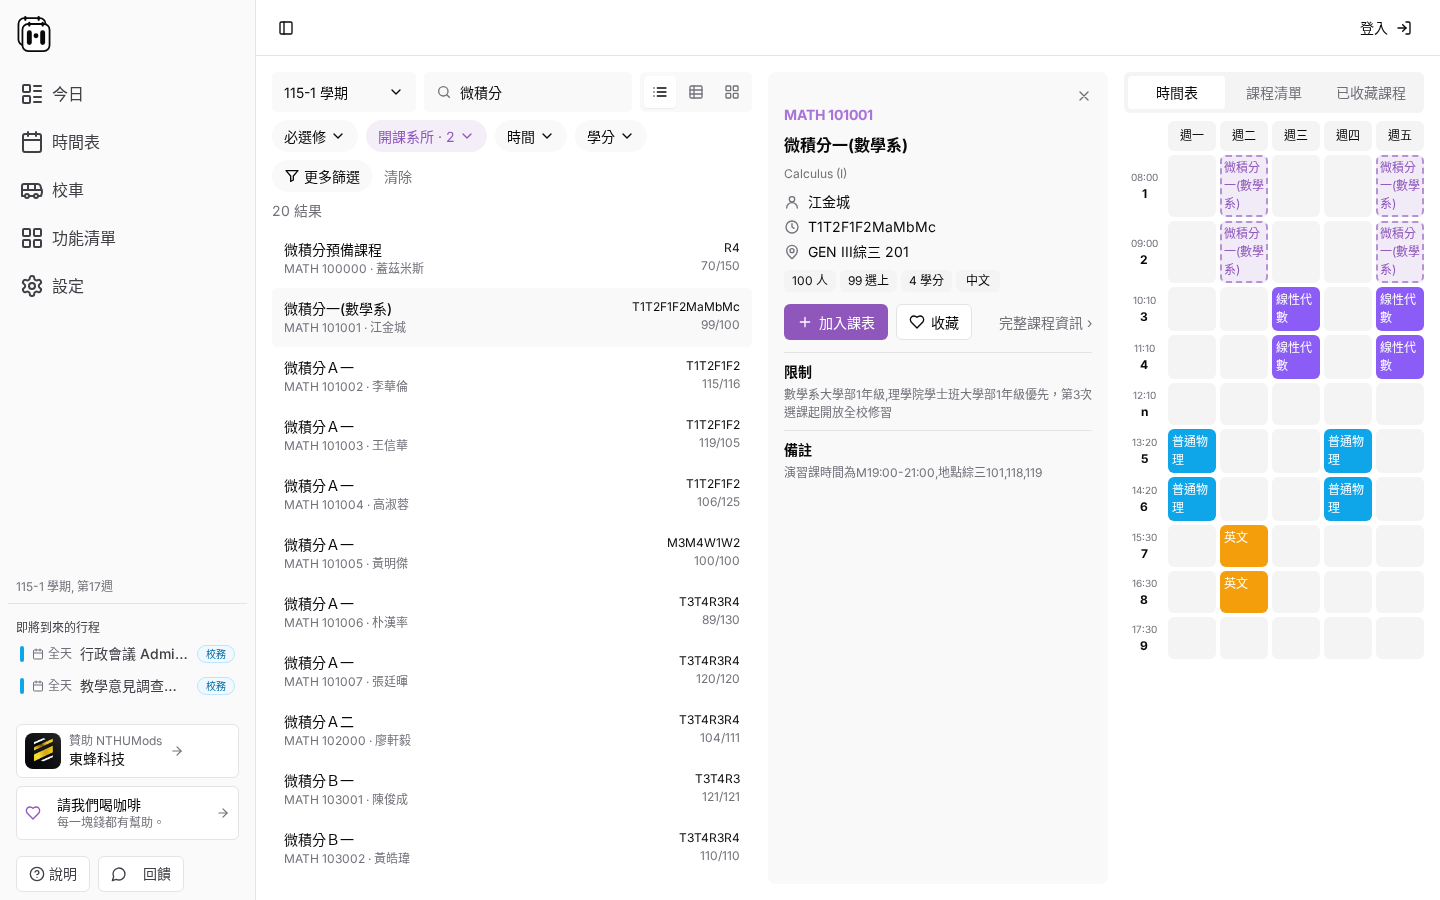 今日
時間表
校車
功能清單
設定
115-1 學期, 第17週
即將到來的行程
全天 行政會議 Admi... 校務
全天 教學意見調查... 校務
贊助 NTHUMods
東蜂科技
請我們喝咖啡
每一塊錢都有幫助。
說明 回饋
登入
115-1 學期
微積分
必選修 開課系所 · 2 時間 學分
更多篩選 清除
20 結果
微積分預備課程 R4
MATH 100000 · 蓋茲米斯 70/150
微積分一(數學系) T1T2F1F2MaMbMc
MATH 101001 · 江金城 99/100
微積分Ａ一 T1T2F1F2
MATH 101002 · 李華倫 115/116
微積分Ａ一 T1T2F1F2
MATH 101003 · 王信華 119/105
微積分Ａ一 T1T2F1F2
MATH 101004 · 高淑蓉 106/125
微積分Ａ一 M3M4W1W2
MATH 101005 · 黃明傑 100/100
微積分Ａ一 T3T4R3R4
MATH 101006 · 朴漢率 89/130
微積分Ａ一 T3T4R3R4
MATH 101007 · 張廷暉 120/120
微積分Ａ二 T3T4R3R4
MATH 102000 · 廖軒毅 104/111
微積分Ｂ一 T3T4R3
MATH 103001 · 陳俊成 121/121
微積分Ｂ一 T3T4R3R4
MATH 103002 · 黃皓瑋 110/110
MATH 101001
微積分一(數學系)
Calculus (I)
江金城
T1T2F1F2MaMbMc
GEN III綜三 201
100 人 99 選上 4 學分 中文
加入課表 收藏 完整課程資訊 ›
限制
數學系大學部1年級,理學院學士班大學部1年級優先，第3次
選課起開放全校修習
備註
演習課時間為M19:00-21:00,地點綜三101,118,119
時間表 課程清單 已收藏課程
週一 週二 週三 週四 週五
08:00
1
微積分
一(數學
系)
微積分
一(數學
系)
09:00
2
微積分
一(數學
系)
微積分
一(數學
系)
10:10
3
線性代
數
線性代
數
11:10
4
線性代
數
線性代
數
12:10
n
13:20
5
普通物
理
普通物
理
14:20
6
普通物
理
普通物
理
15:30
7
英文
16:30
8
英文
17:30
9